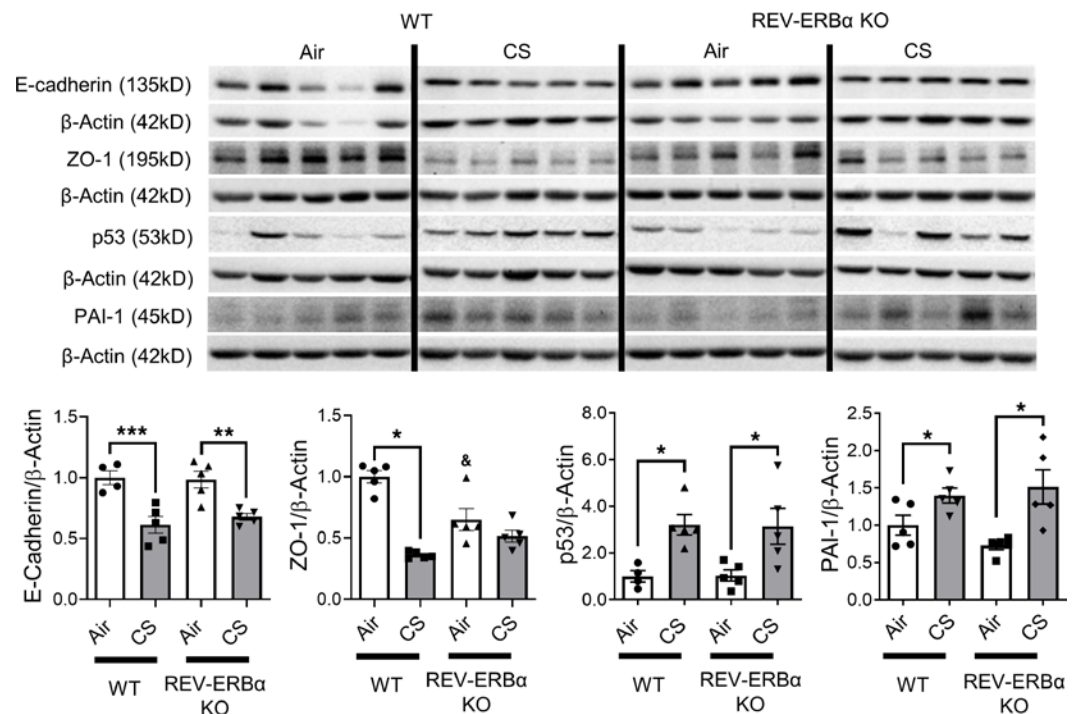 WT REV-ERBα KO
Air CS Air CS
E-cadherin (135kD)
β-Actin (42kD)
ZO-1 (195kD)
β-Actin (42kD)
p53 (53kD)
β-Actin (42kD)
PAI-1 (45kD)
β-Actin (42kD)
E-Cadherin/β-Actin
1.5
1.0
0.5
0.0
***
**
Air CS Air CS
WT REV-ERBα
KO
ZO-1/β-Actin
1.5
1.0
0.5
0.0
*
&
Air CS Air CS
WT REV-ERBα
KO
p53/β-Actin
8.0
6.0
4.0
2.0
0.0
*
*
Air CS Air CS
WT REV-ERBα
KO
PAI-1/β-Actin
2.5
2.0
1.5
1.0
0.5
0.0
*
*
Air CS Air CS
WT REV-ERBα
KO